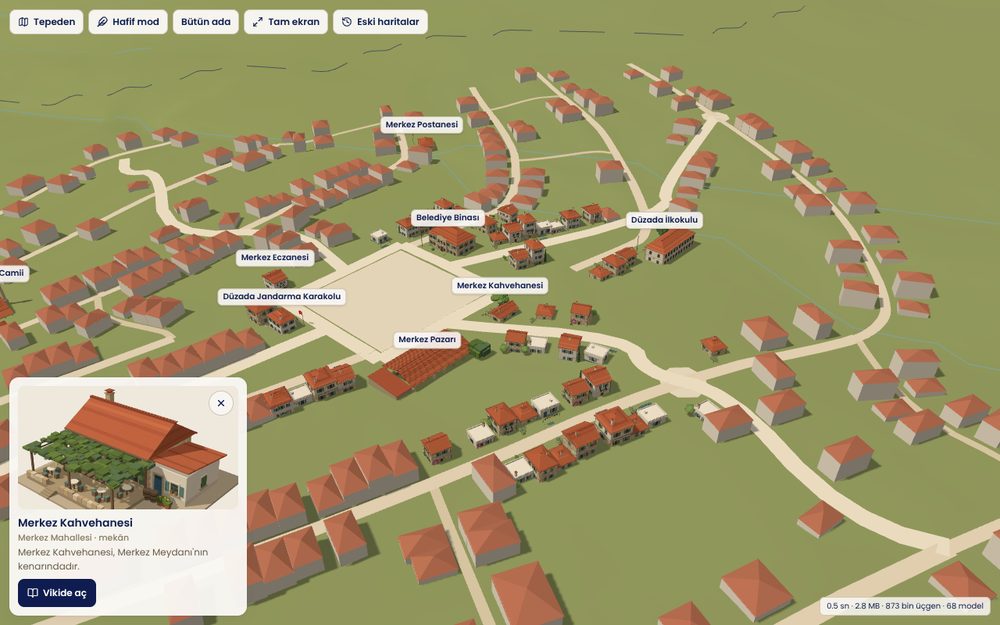 Tepeden
Hafif mod
Bütün ada
Tam ekran
Eski haritalar
Merkez Postanesi
Belediye Binası
Düzada İlkokulu
Merkez Eczanesi
Camii
Merkez Kahvehanesi
Düzada Jandarma Karakolu
Merkez Pazarı
Merkez Kahvehanesi
Merkez Mahallesi · mekân
Merkez Kahvehanesi, Merkez Meydanı'nın
kenarındadır.
Vikide aç
0.5 sn · 2.8 MB · 873 bin üçgen · 68 model